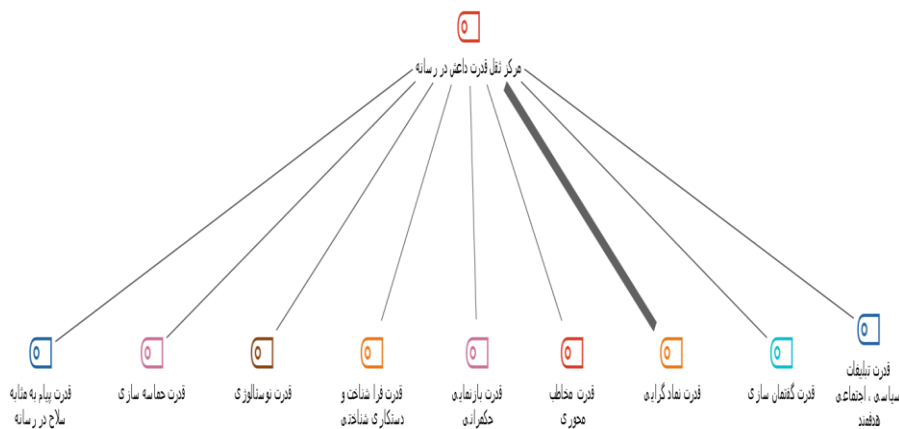 مرکز ثقل قدرت داعش در رسانه
قدرت تبلیغات
سیاسی ، اجتماعی
هدفمند
قدرت گفتمان سازی
قدرت نمادگرایی
قدرت مخاطب
محوری
قدرت بازنمایی
حکمرانی
قدرت فرا شناخت و
دستکاری شناختی
قدرت نوستالوژی
قدرت حماسه سازی
قدرت پیام به مثابه
سلاح در رسانه